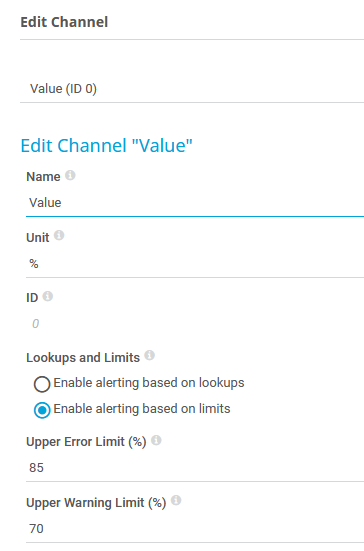 Edit Channel
Value (ID 0)
Edit Channel "Value"
Name
Value
Unit
%
ID
0
Lookups and Limits
Enable alerting based on lookups
Enable alerting based on limits
Upper Error Limit (%)
85
Upper Warning Limit (%)
70